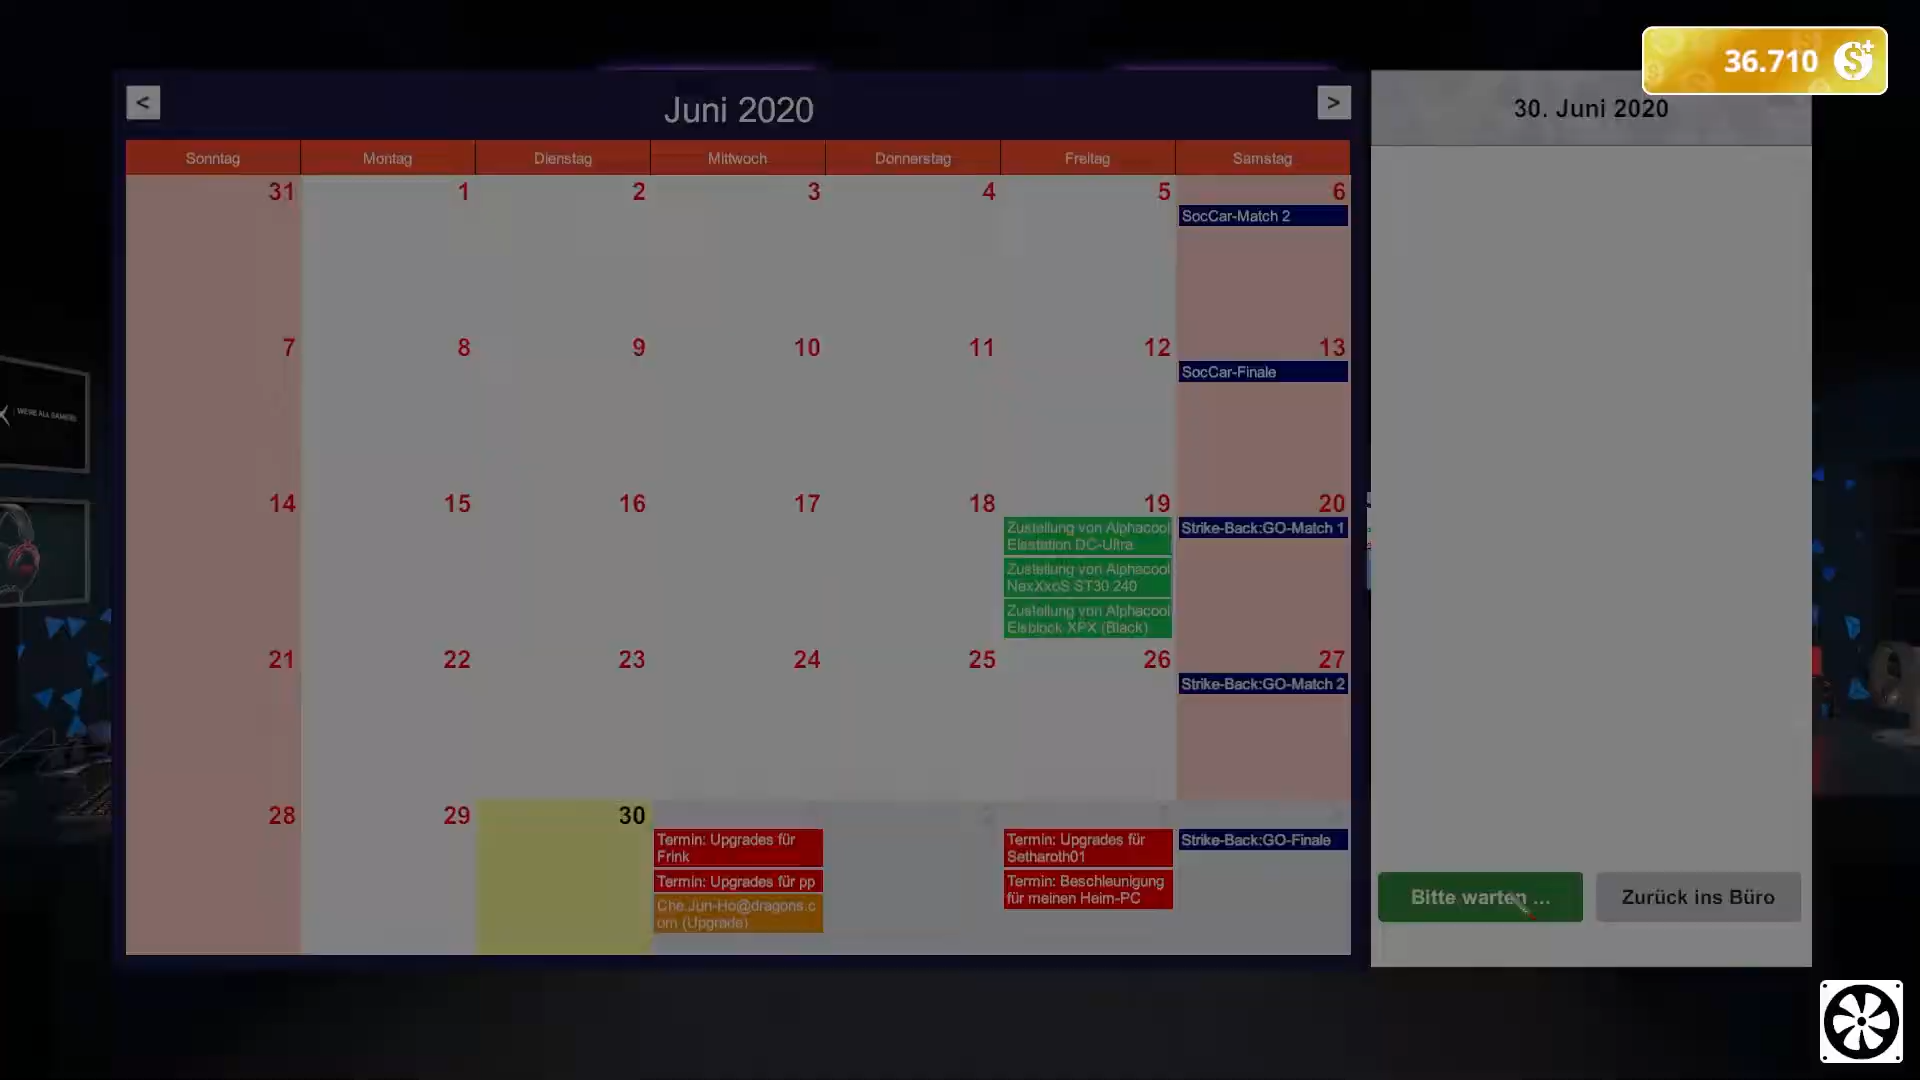 36.710
<
Juni 2020
>
30. Juni 2020
Sonntag
Montag
Dienstag
Mittwoch
Donnerstag
Freitag
Samstag
31
1
2
3
4
5
6
SocCar-Match 2
7
8
9
10
11
12
13
SocCar-Finale
14
15
16
17
18
19
20
Zustellung von Alphacool
Eisstation DC-Ultra
Zustellung von Alphacool
NexXxoS ST30 240
Zustellung von Alphacool
Eisblock XPX (Black)
Strike-Back:GO-Match 1
WE'RE ALL GAMERS
21
22
23
24
25
26
27
Strike-Back:GO-Match 2
28
29
30
Termin: Upgrades für
Frink
Termin: Upgrades für pp
Che.Jun-Ho@dragons.c
om (Upgrade)
Termin: Upgrades für
Setharoth01
Termin: Beschleunigung
für meinen Heim-PC
Strike-Back:GO-Finale
Bitte warten ...
Zurück ins Büro